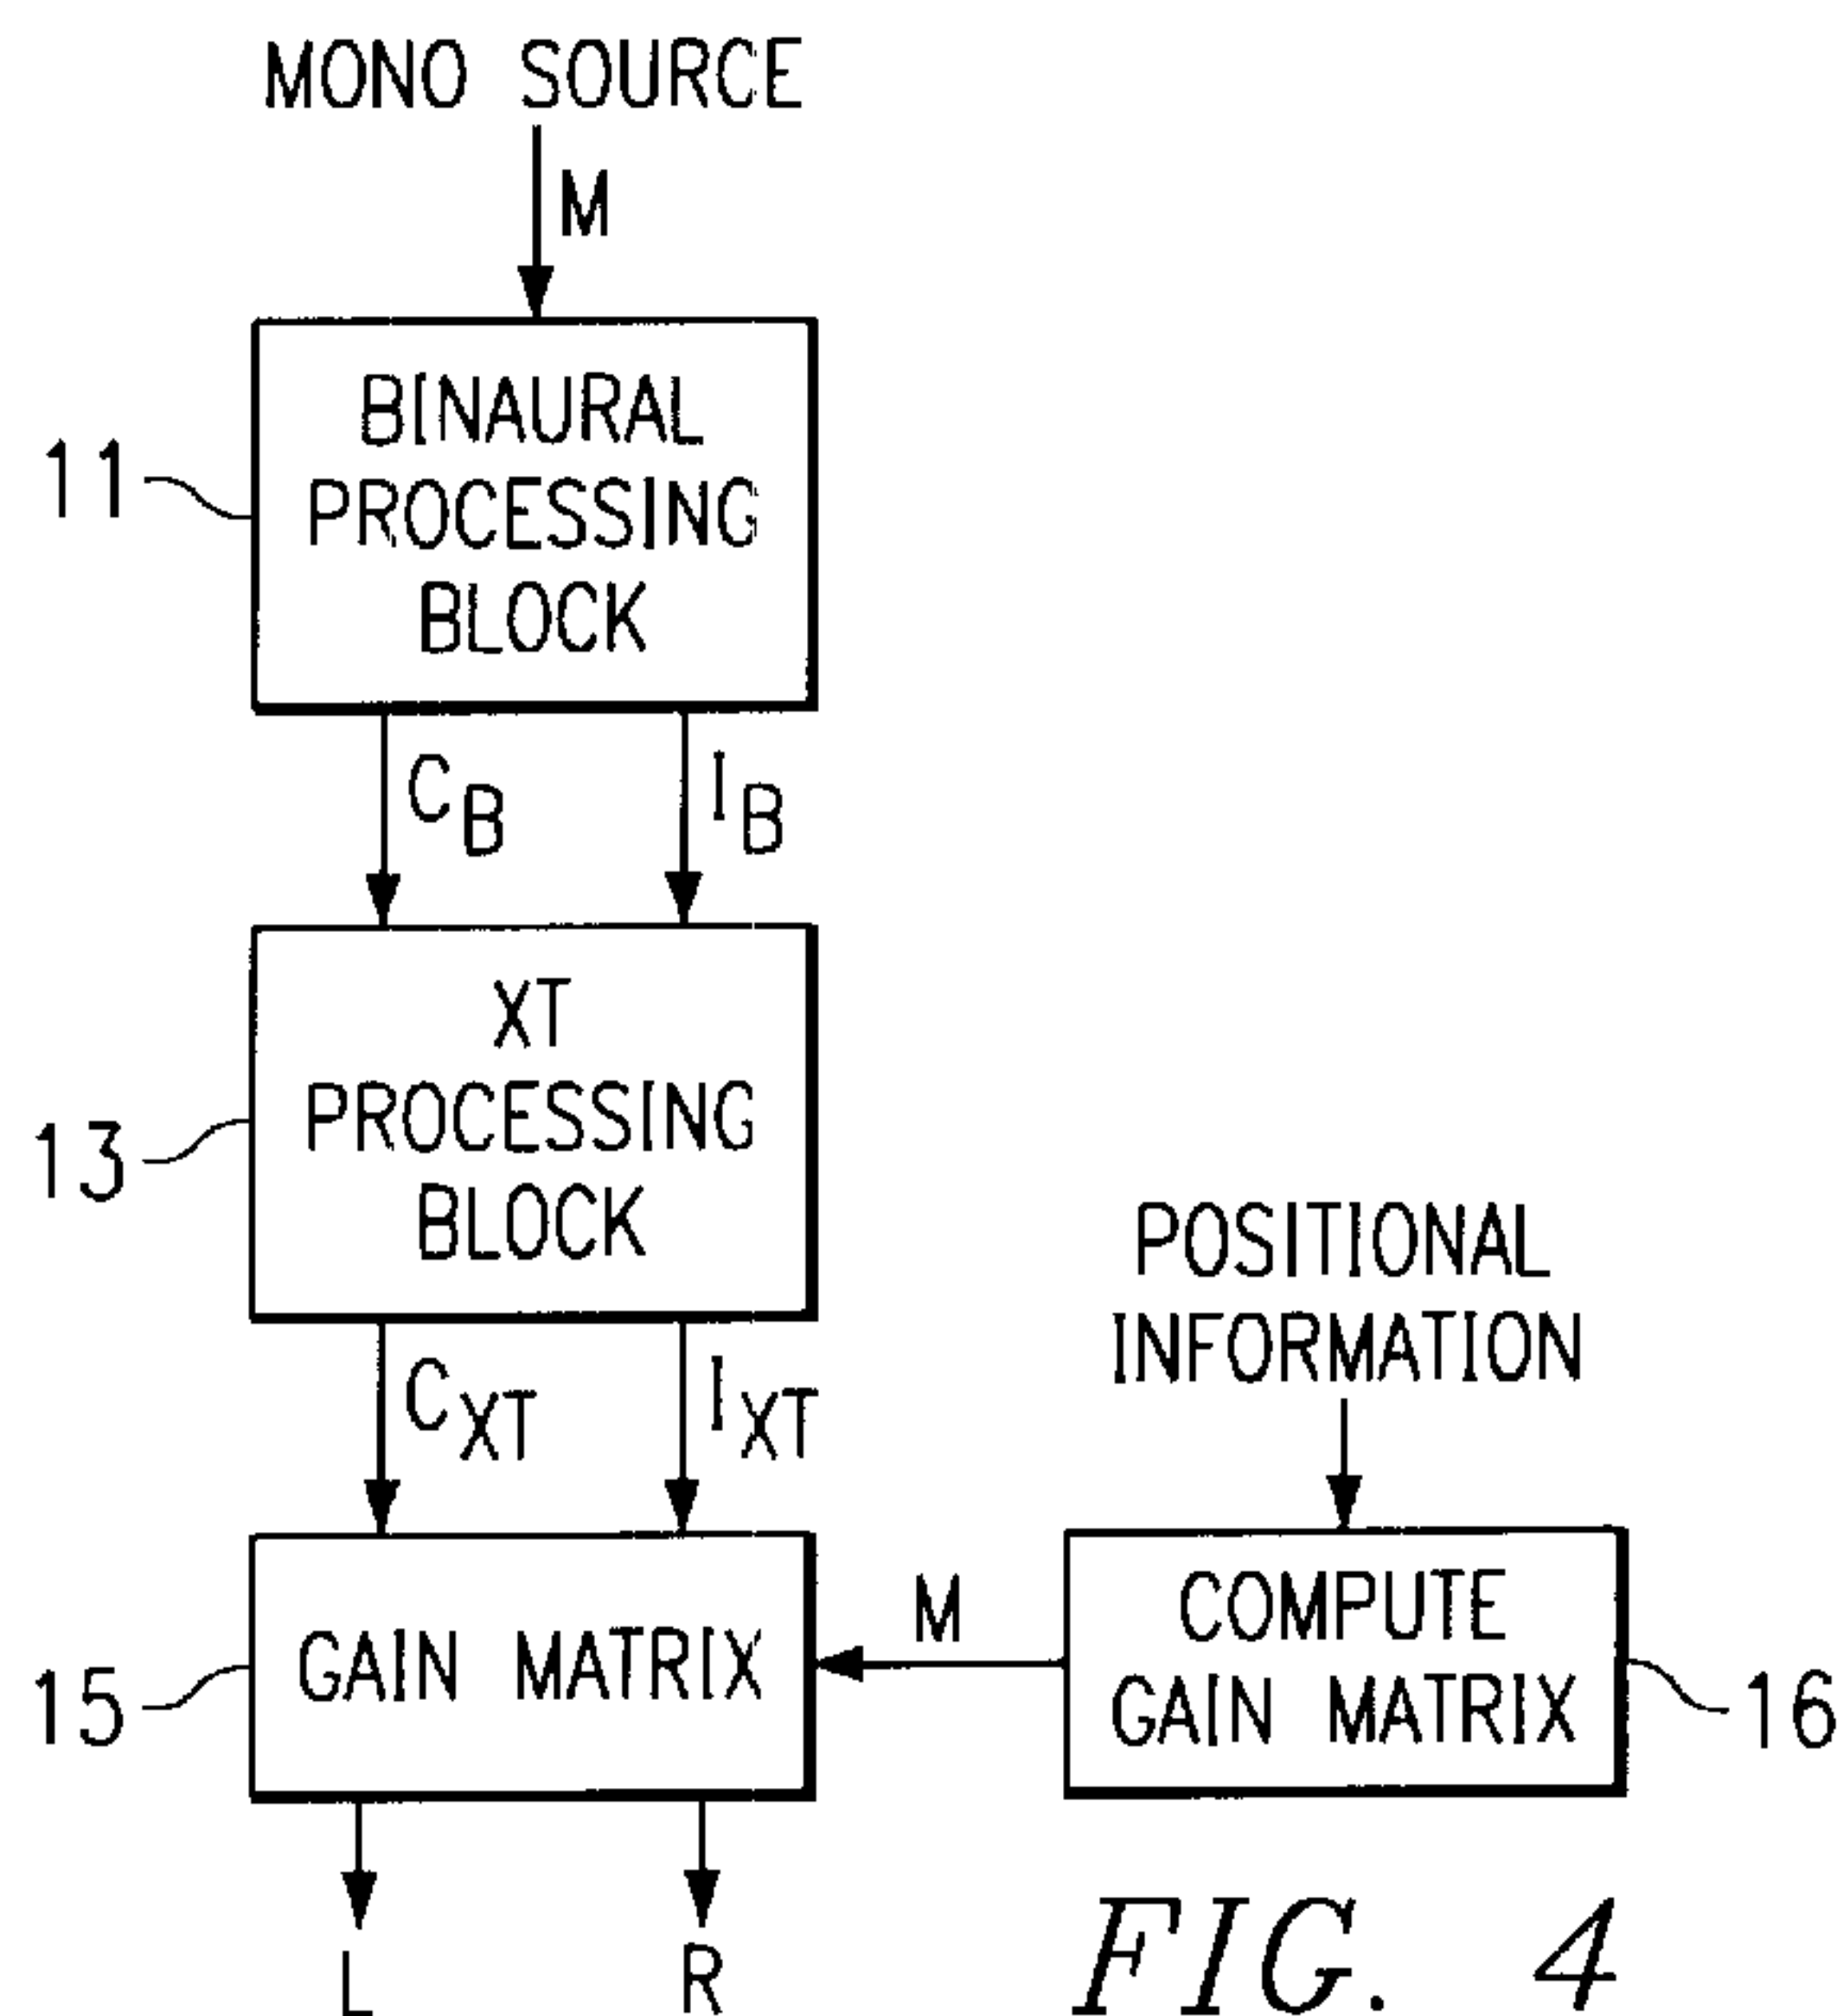 MONO SOURCE
M
BINAURAL
PROCESSING
BLOCK
11
C_B
I_B
XT
PROCESSING
BLOCK
13
C_XT
I_XT
POSITIONAL
INFORMATION
GAIN MATRIX
15
M
COMPUTE
GAIN MATRIX
16
L
R
FIG. 4